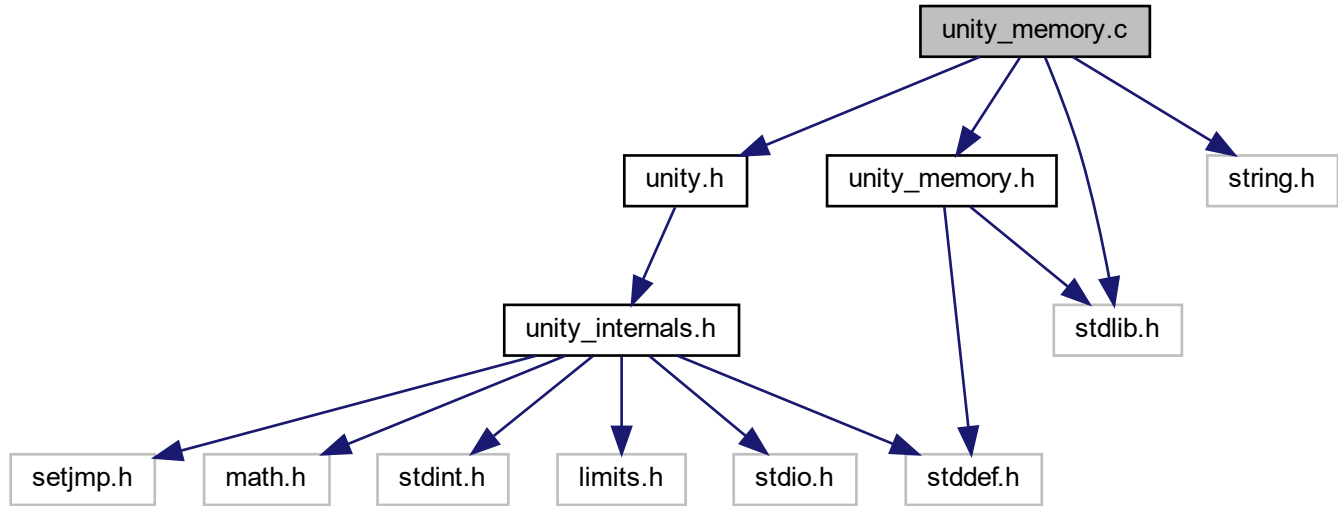 unity_memory.c
unity.h
unity_memory.h
string.h
unity_internals.h
stdlib.h
setjmp.h
math.h
stdint.h
limits.h
stdio.h
stddef.h